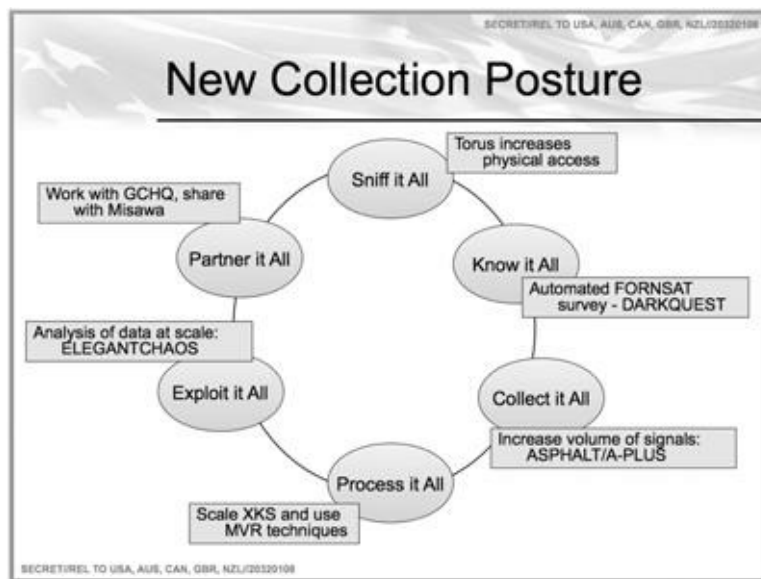 SECRET//REL TO USA, AUS, CAN, GBR, NZL//20320108
New Collection Posture
Torus increases
physical access
Sniff it All
Work with GCHQ, share
with Misawa
Partner it All
Know it All
Automated FORNSAT
survey - DARKQUEST
Analysis of data at scale:
ELEGANTCHAOS
Exploit it All
Collect it All
Increase volume of signals:
ASPHALT/A-PLUS
Process it All
Scale XKS and use
MVR techniques
SECRET//REL TO USA, AUS, CAN, GBR, NZL//20320108